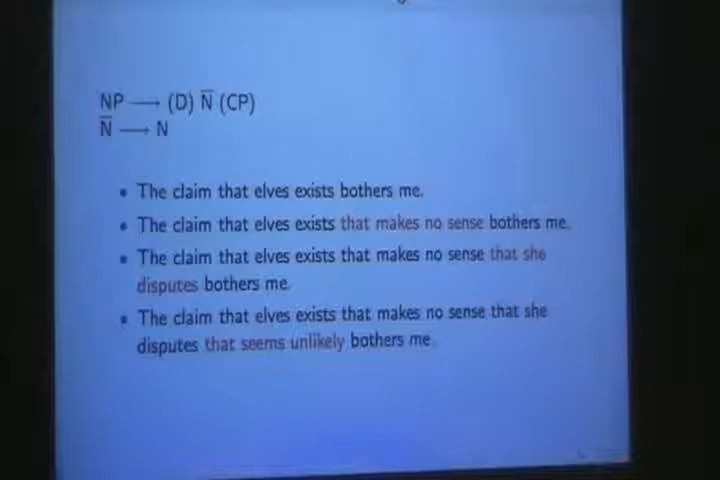 NP ⟶ (D) N̅ (CP)
N̅ ⟶ N
• The claim that elves exists bothers me.
• The claim that elves exists that makes no sense bothers me.
• The claim that elves exists that makes no sense that she
disputes bothers me.
• The claim that elves exists that makes no sense that she
disputes that seems unlikely bothers me.